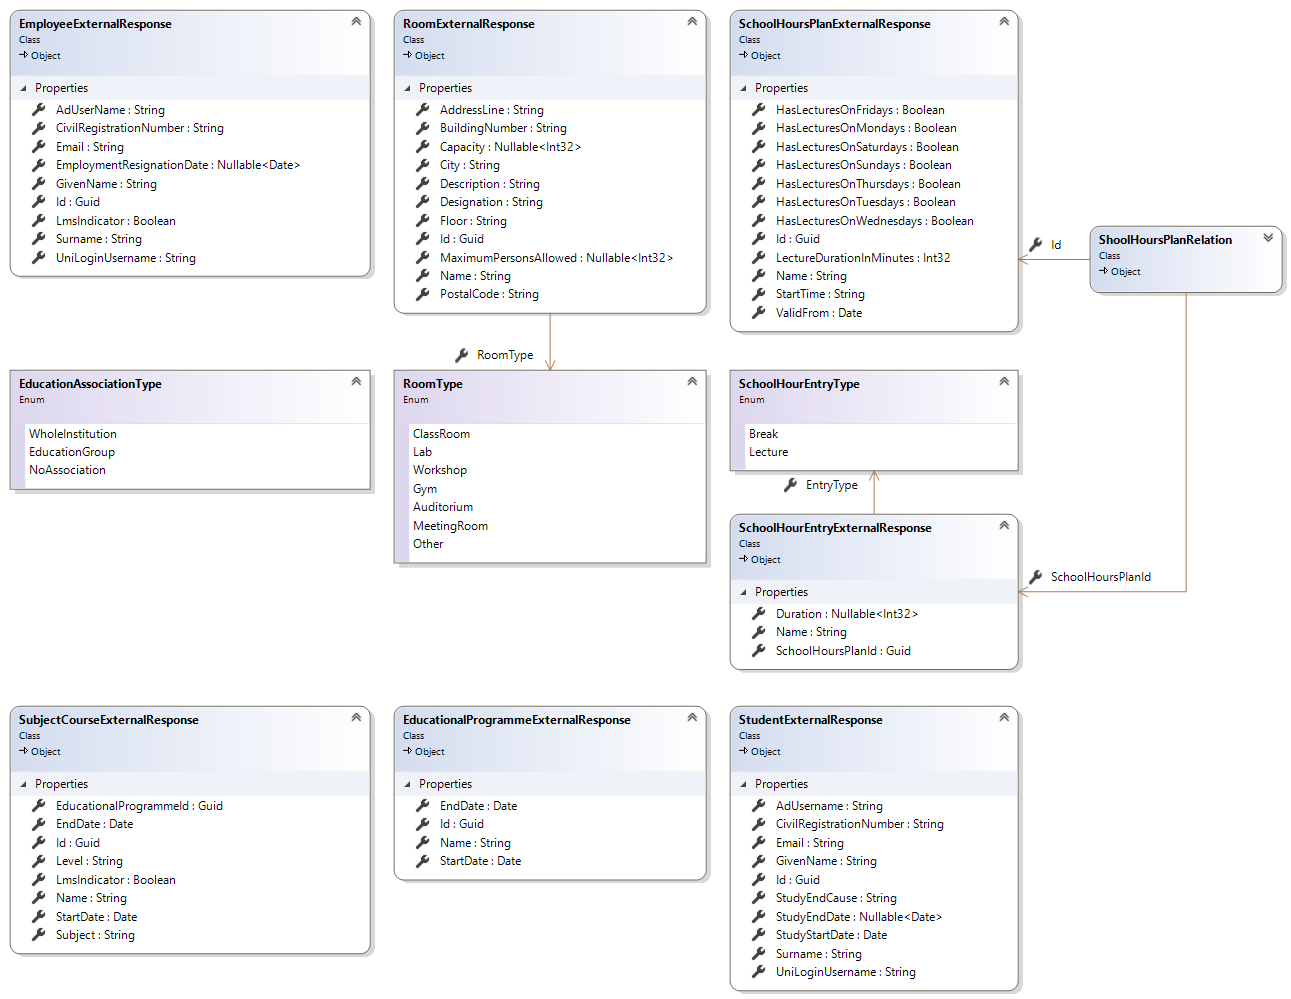 EmployeeExternalResponse
Class
Object
Properties
AdUserName : String
CivilRegistrationNumber : String
Email : String
EmploymentResignationDate : Nullable<Date>
GivenName : String
Id : Guid
LmsIndicator : Boolean
Surname : String
UniLoginUsername : String
RoomExternalResponse
Class
Object
Properties
AddressLine : String
BuildingNumber : String
Capacity : Nullable<Int32>
City : String
Description : String
Designation : String
Floor : String
Id : Guid
MaximumPersonsAllowed : Nullable<Int32>
Name : String
PostalCode : String
SchoolHoursPlanExternalResponse
Class
Object
Properties
HasLecturesOnFridays : Boolean
HasLecturesOnMondays : Boolean
HasLecturesOnSaturdays : Boolean
HasLecturesOnSundays : Boolean
HasLecturesOnThursdays : Boolean
HasLecturesOnTuesdays : Boolean
HasLecturesOnWednesdays : Boolean
Id : Guid
LectureDurationInMinutes : Int32
Name : String
StartTime : String
ValidFrom : Date
Id
ShoolHoursPlanRelation
Class
Object
RoomType
EducationAssociationType
Enum
WholeInstitution
EducationGroup
NoAssociation
RoomType
Enum
ClassRoom
Lab
Workshop
Gym
Auditorium
MeetingRoom
Other
SchoolHourEntryType
Enum
Break
Lecture
EntryType
SchoolHourEntryExternalResponse
Class
Object
Properties
Duration : Nullable<Int32>
Name : String
SchoolHoursPlanId : Guid
SchoolHoursPlanId
SubjectCourseExternalResponse
Class
Object
Properties
EducationalProgrammeId : Guid
EndDate : Date
Id : Guid
Level : String
LmsIndicator : Boolean
Name : String
StartDate : Date
Subject : String
EducationalProgrammeExternalResponse
Class
Object
Properties
EndDate : Date
Id : Guid
Name : String
StartDate : Date
StudentExternalResponse
Class
Object
Properties
AdUsername : String
CivilRegistrationNumber : String
Email : String
GivenName : String
Id : Guid
StudyEndCause : String
StudyEndDate : Nullable<Date>
StudyStartDate : Date
Surname : String
UniLoginUsername : String